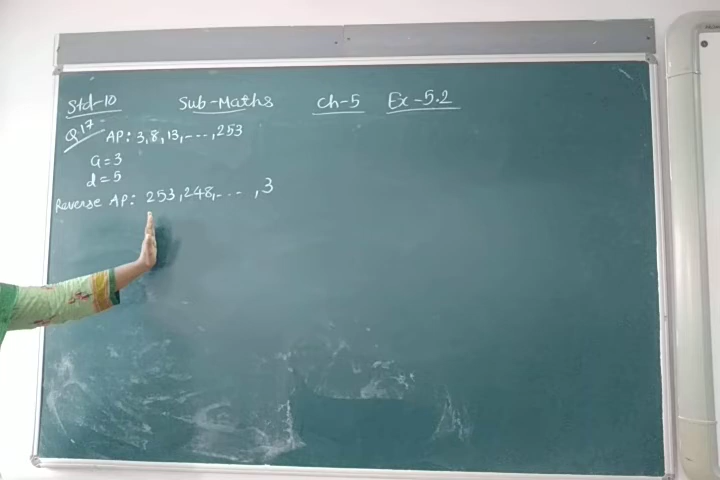 Std-10 Sub-Maths Ch-5 Ex-5.2
Q 17 AP: 3,8,13,----,253
a=3
d=5
Reverse AP: 253,248,----,3